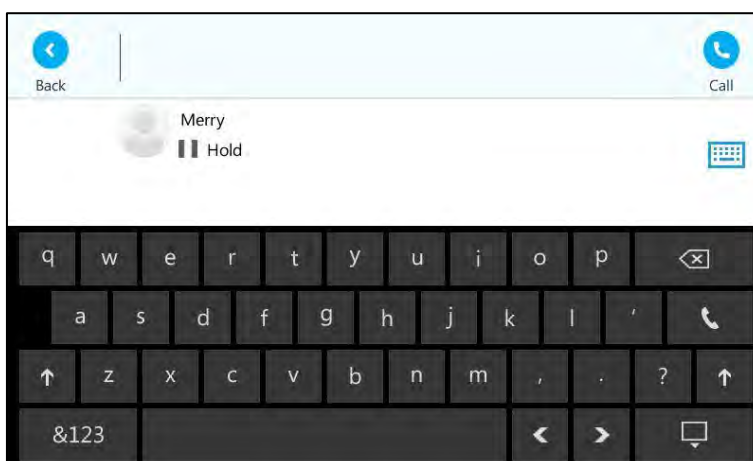 Back
Call
Merry
Hold
q w e r t y u i o p
a s d f g h j k l '
z x c v b n m , . ?
&123